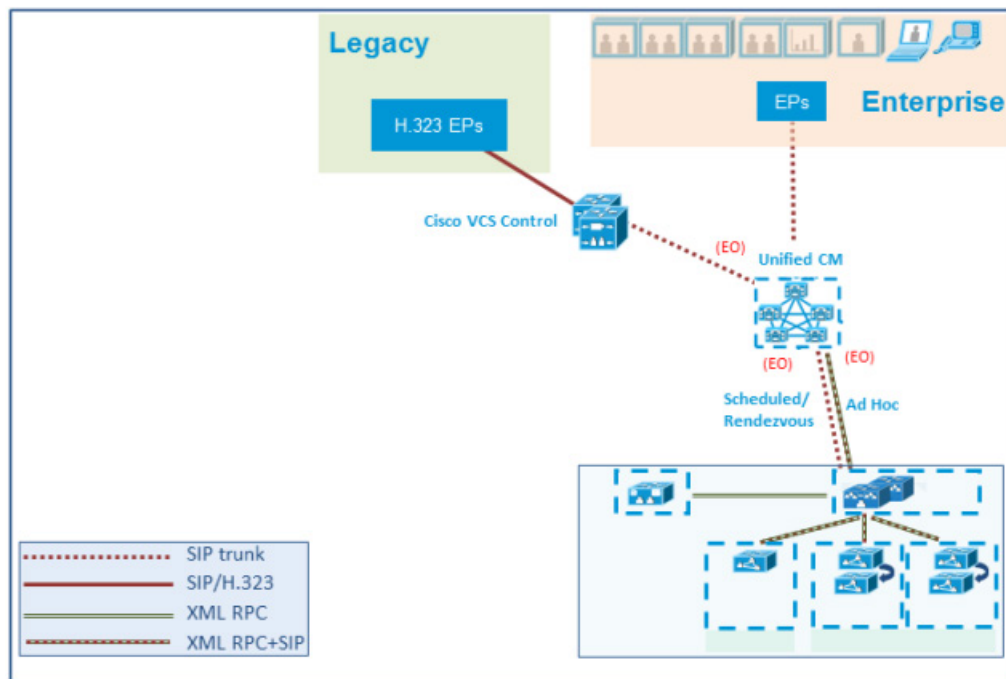 Legacy
H.323 EPs
EPs
Enterprise
Cisco VCS Control
(EO)
Unified CM
(EO)
(EO)
Scheduled/
Rendezvous
Ad Hoc
SIP trunk
SIP/H.323
XML RPC
XML RPC+SIP